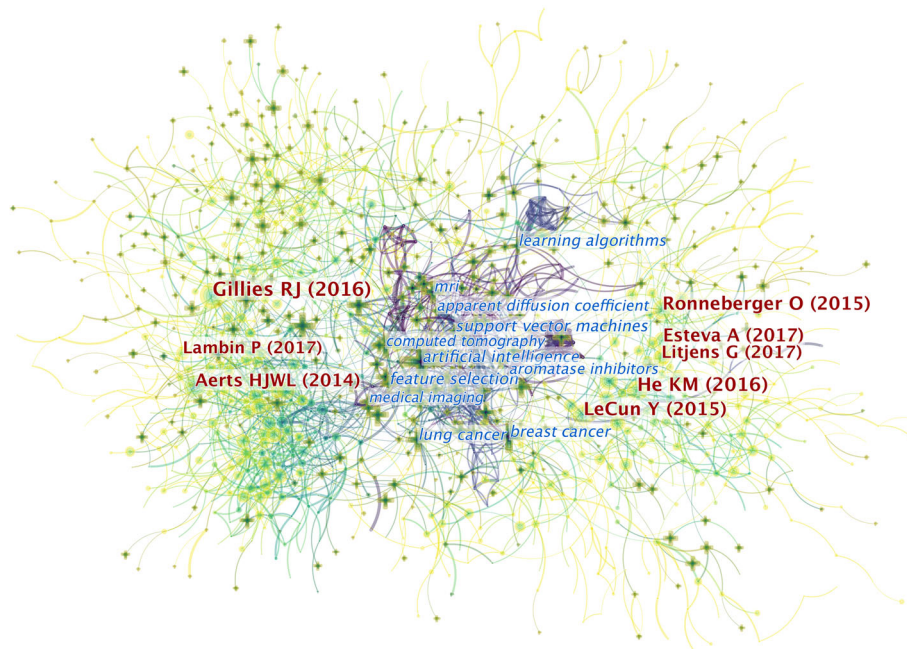 learning algorithms
Gillies RJ (2016)
mri
apparent diffusion coefficient
Ronneberger O (2015)
support vector machines
Esteva A (2017)
computed tomography
Lambin P (2017)
Litjens G (2017)
artificial intelligence
aromatase inhibitors
Aerts HJWL (2014)
feature selection
He KM (2016)
medical imaging
LeCun Y (2015)
lung cancer
breast cancer